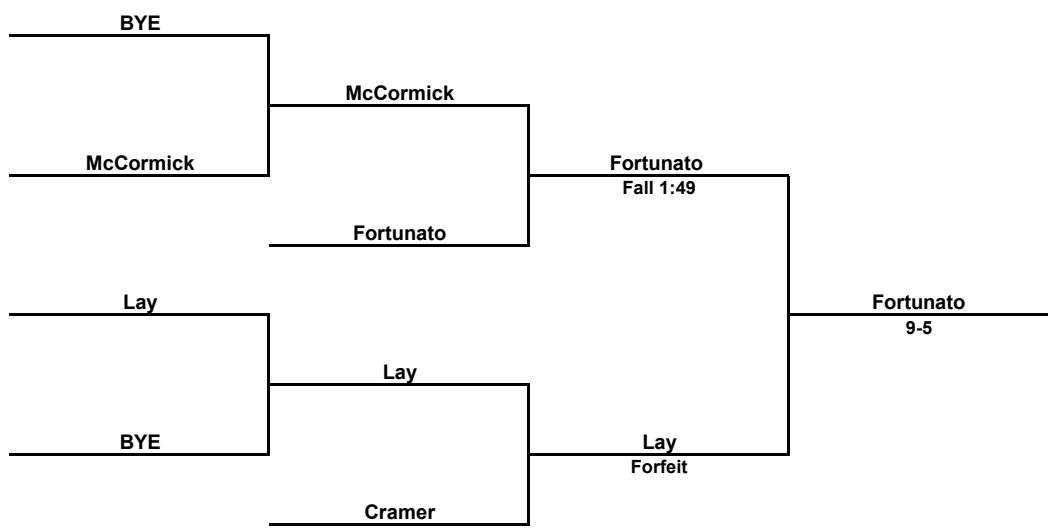 BYE
McCormick
McCormick
Fortunato
Fall 1:49
Fortunato
Lay
Fortunato
9-5
Lay
BYE
Lay
Forfeit
Cramer